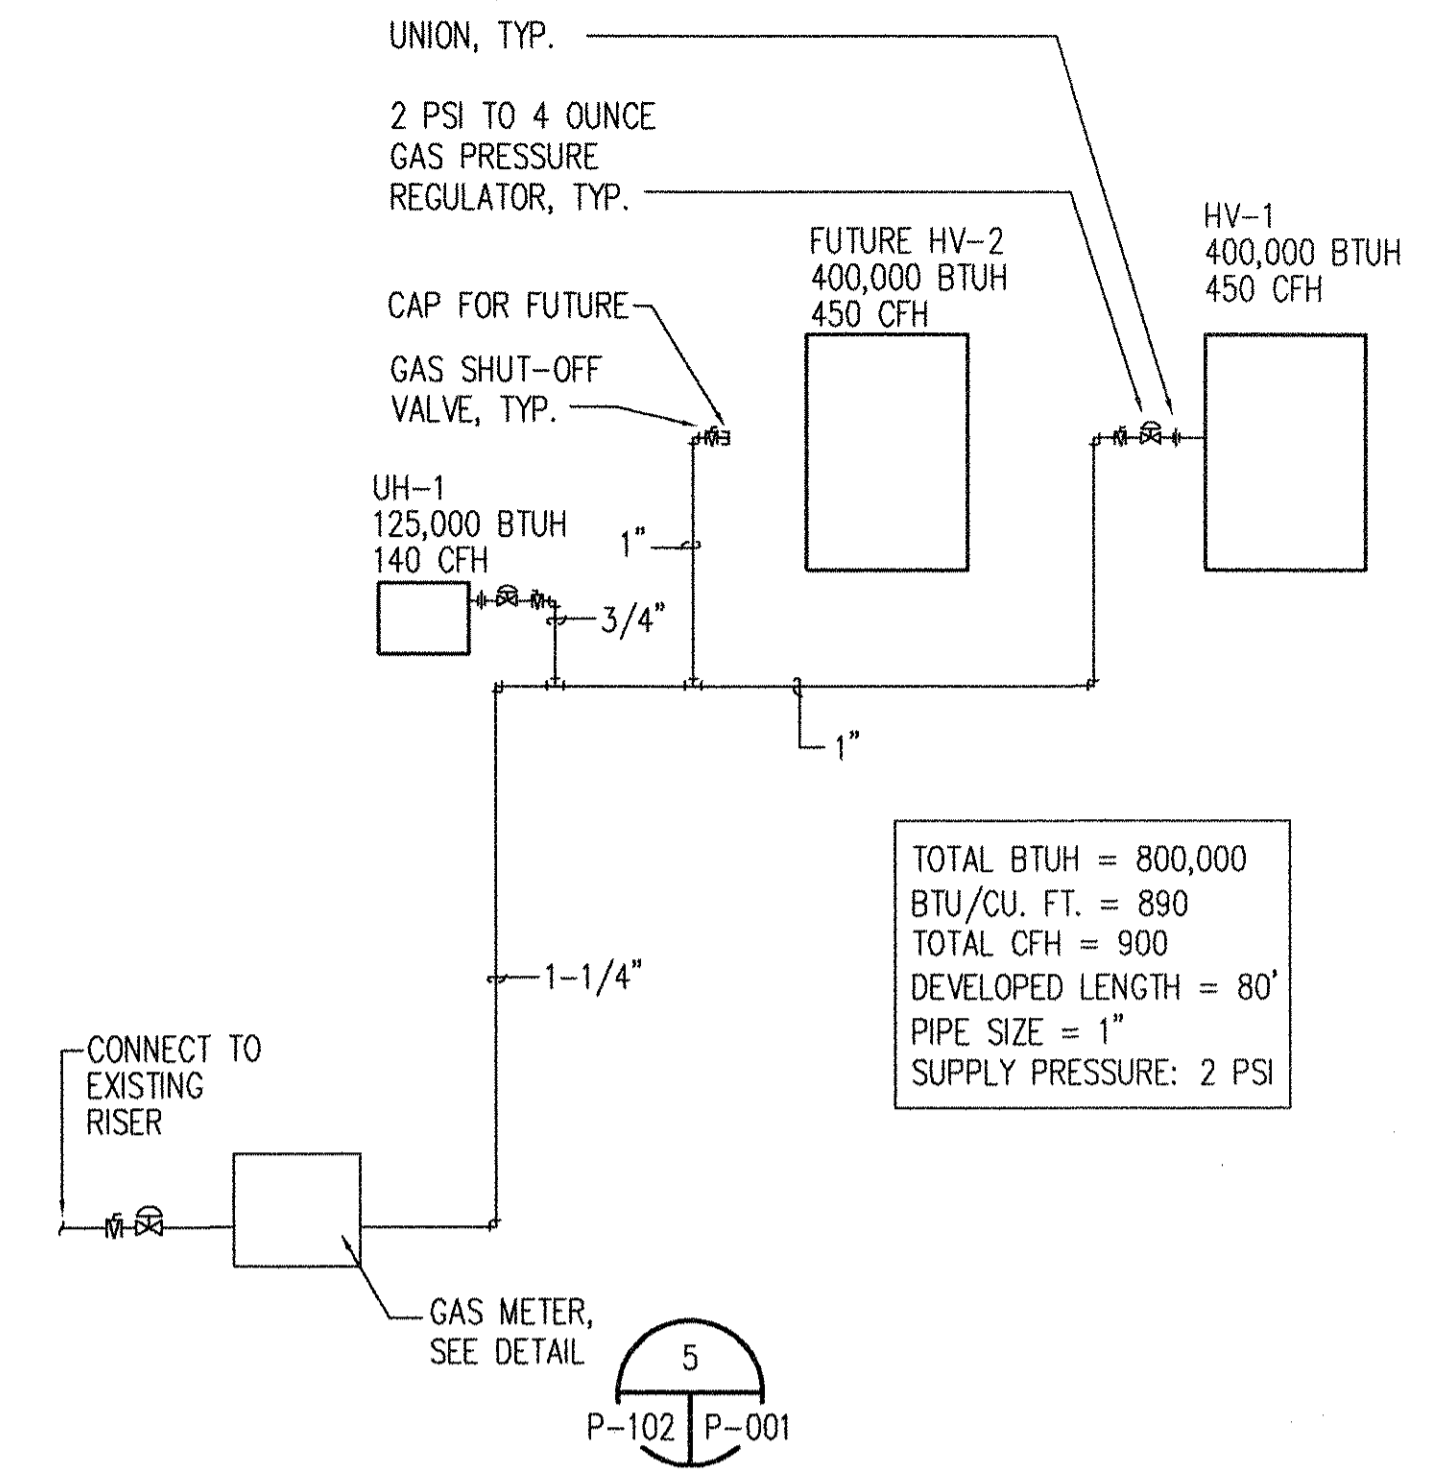 UNION, TYP.
2 PSI TO 4 OUNCE
GAS PRESSURE
REGULATOR, TYP.
HV-1
400,000 BTUH
450 CFH
FUTURE HV-2
400,000 BTUH
450 CFH
CAP FOR FUTURE
GAS SHUT-OFF
VALVE, TYP.
UH-1
125,000 BTUH
140 CFH
1"
3/4"
1"
TOTAL BTUH = 800,000
BTU/CU. FT. = 890
TOTAL CFH = 900
DEVELOPED LENGTH = 80'
PIPE SIZE = 1"
SUPPLY PRESSURE: 2 PSI
1-1/4"
CONNECT TO
EXISTING
RISER
GAS METER,
SEE DETAIL
5
P-102 P-001